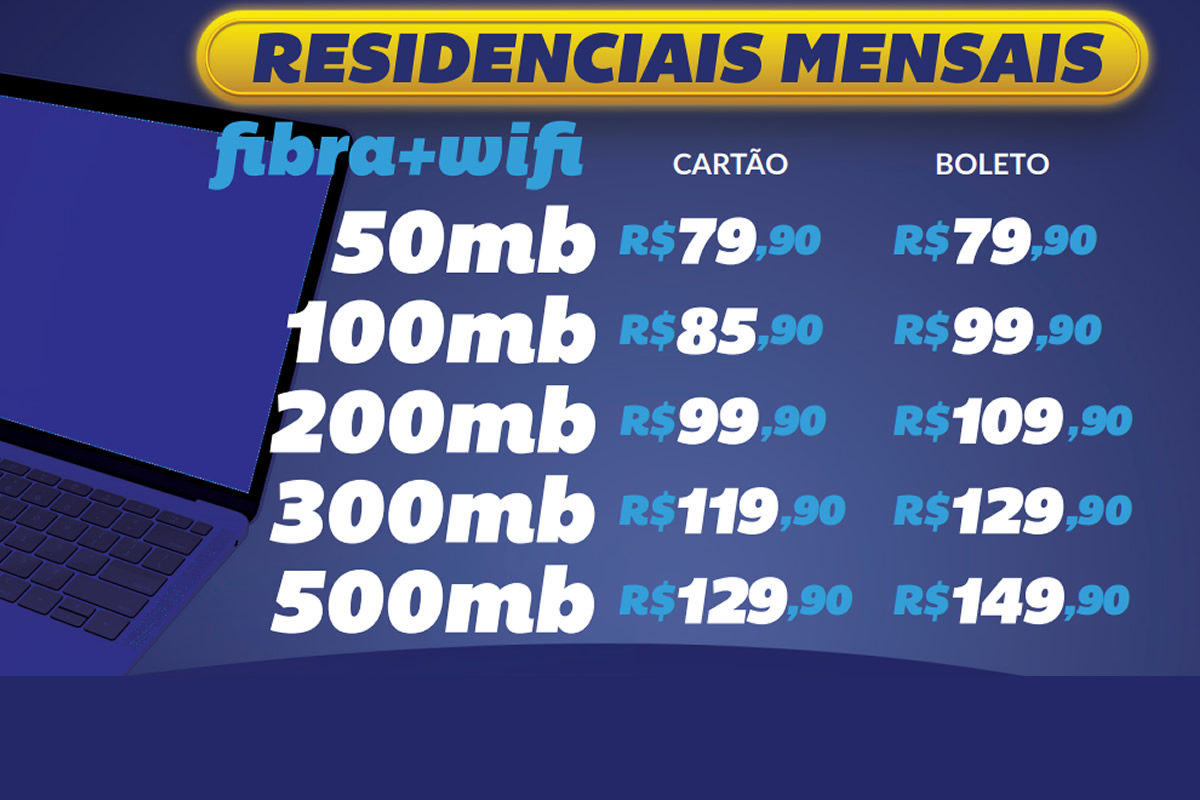 RESIDENCIAIS MENSAIS
fibra+wifi CARTÃO BOLETO
50mb R$79,90 R$79,90
100mb R$85,90 R$99,90
200mb R$99,90 R$109,90
300mb R$119,90 R$129,90
500mb R$129,90 R$149,90